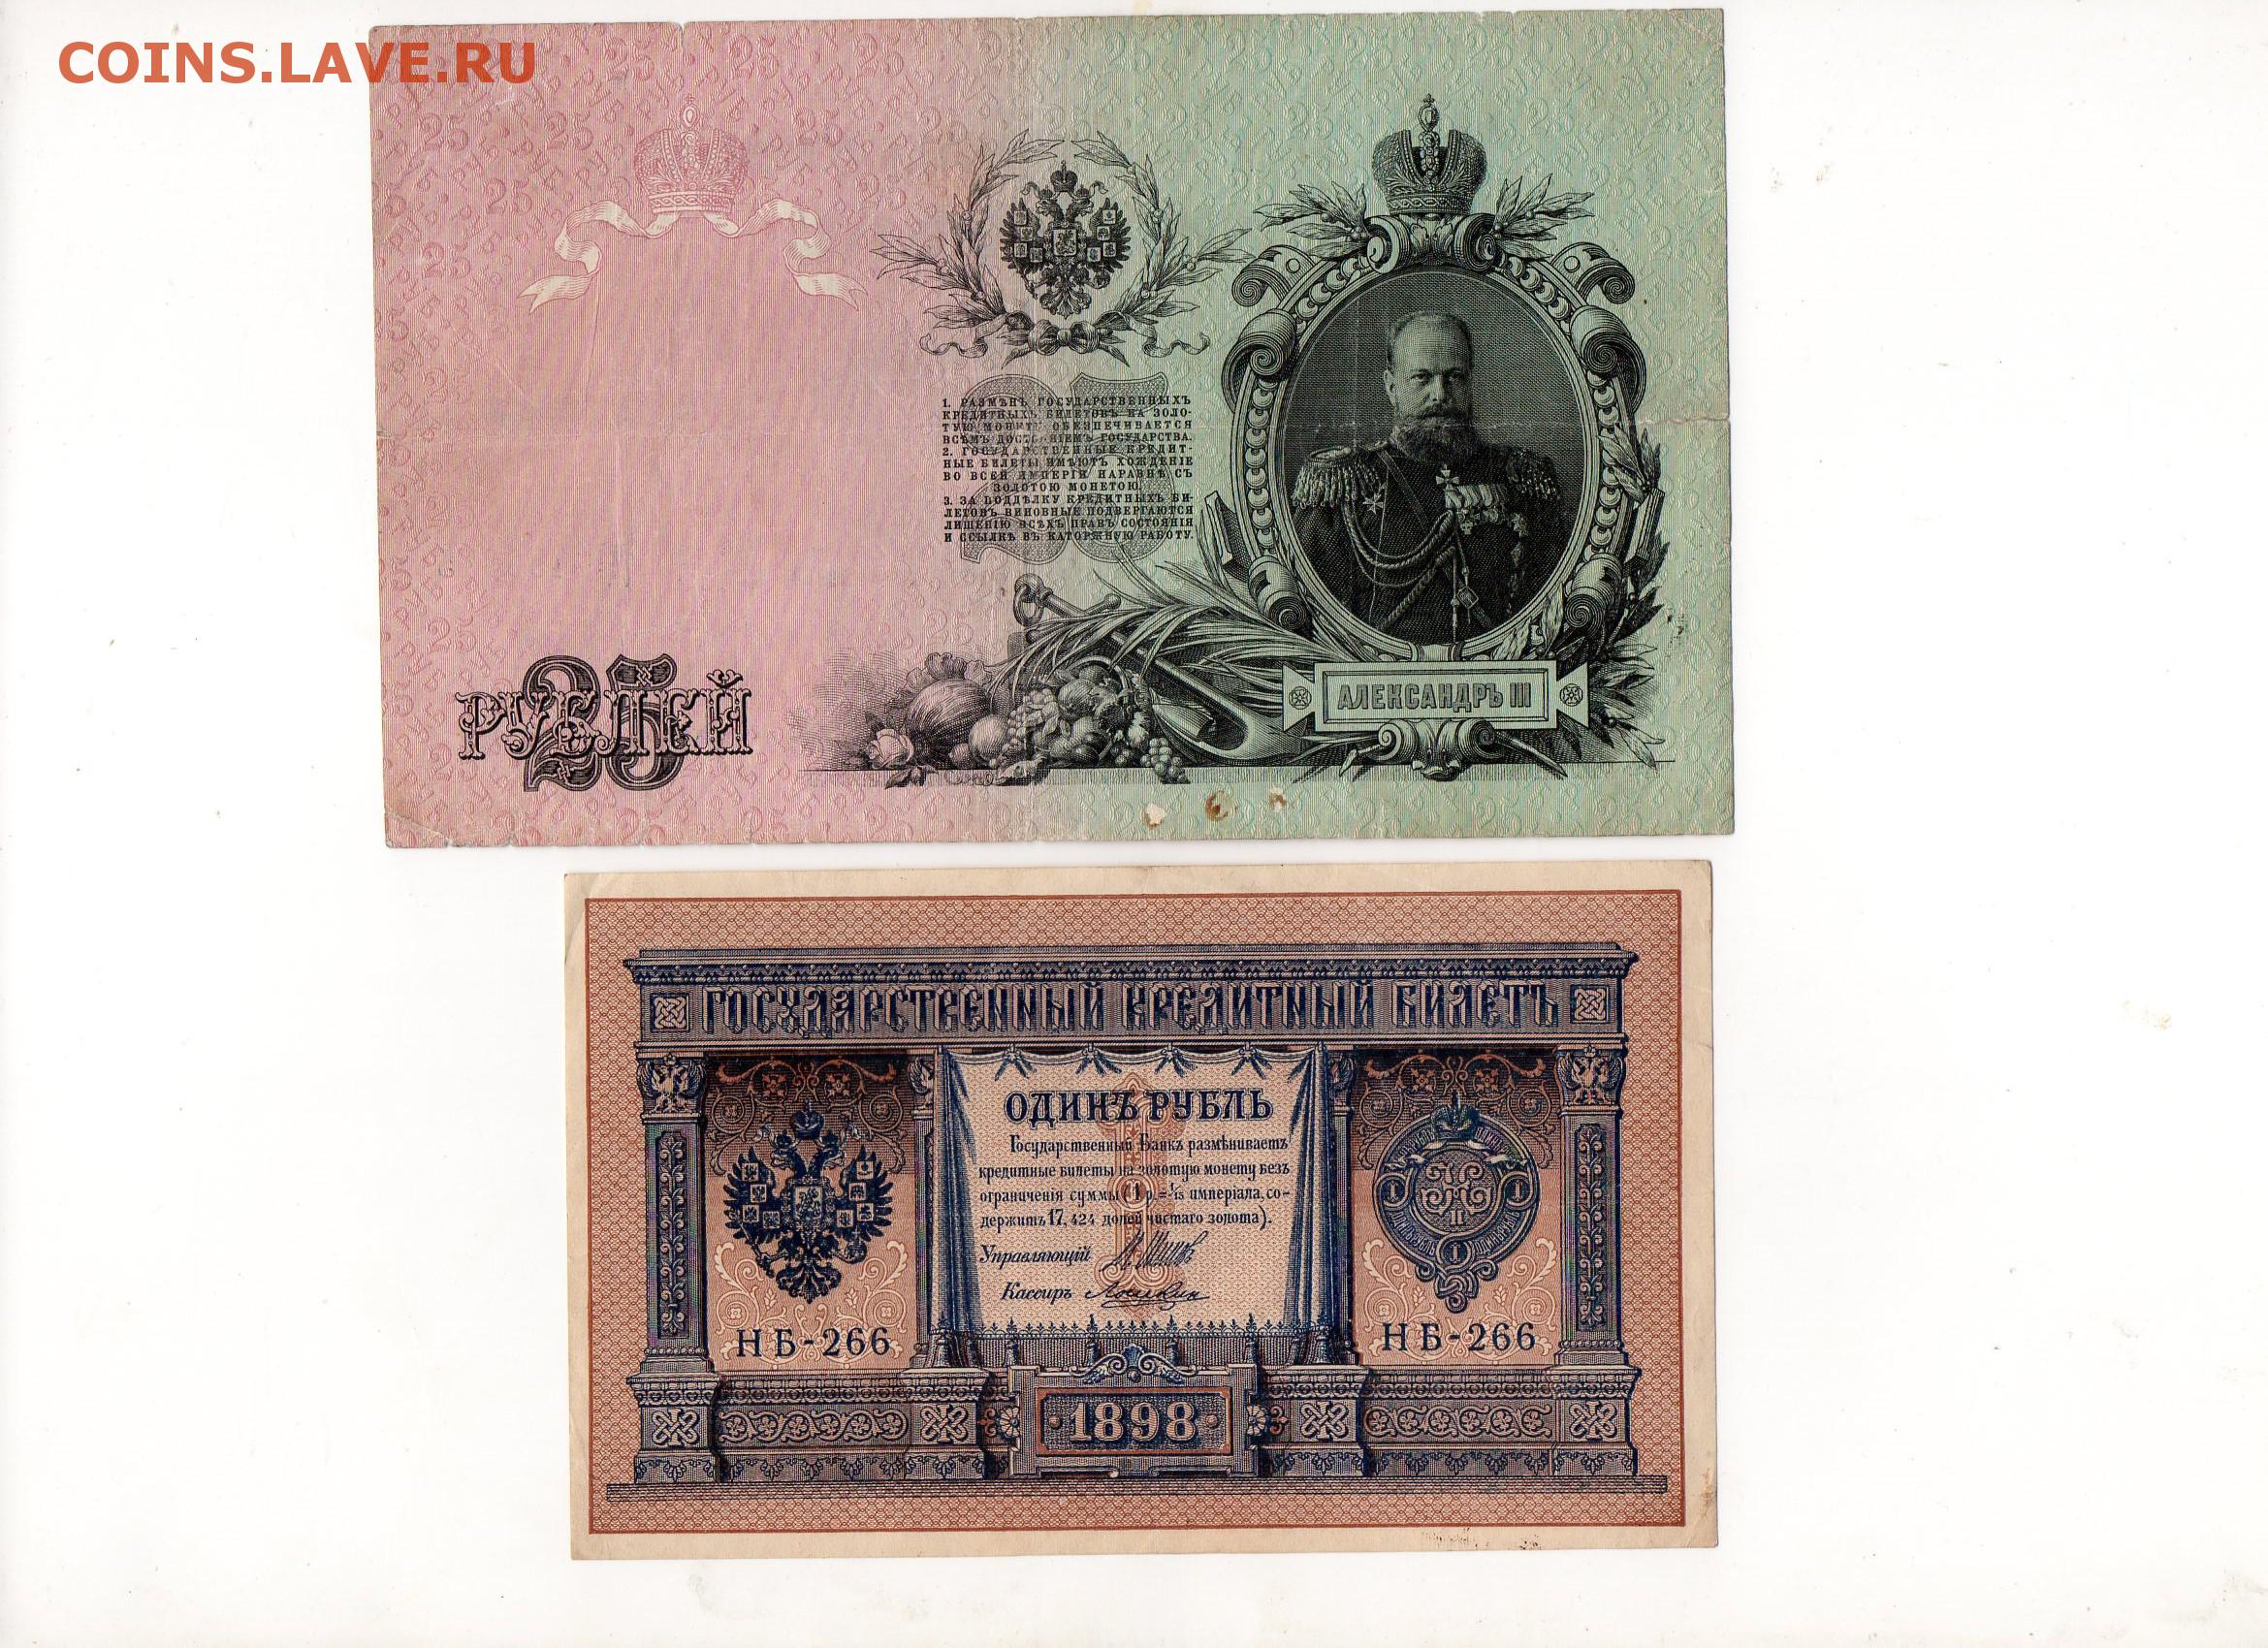 COINS.LAVE.RU
1. РАЗМѢНЪ ГОСУДАРСТВЕННЫХЪ
КРЕДИТНЫХЪ БИЛЕТОВЪ НА ЗОЛО-
ТУЮ МОНЕТУ ОБЕЗПЕЧИВАЕТСЯ
ВСѢМЪ ДОСТОЯНІЕМЪ ГОСУДАРСТВА.
2. ГОСУДАРСТВЕННЫЕ КРЕДИТ-
НЫЕ БИЛЕТЫ ИМѢЮТЪ ХОЖДЕНІЕ
ВО ВСЕЙ ИМПЕРІИ НАРАВНѢ СЪ
ЗОЛОТОЮ МОНЕТОЮ.
3. ЗА ПОДДѢЛКУ КРЕДИТНЫХЪ БИ-
ЛЕТОВЪ ВИНОВНЫЕ ПОДВЕРГАЮТСЯ
ЛИШЕНІЮ ВСѢХЪ ПРАВЪ СОСТОЯНІЯ
И ССЫЛКѢ ВЪ КАТОРЖНУЮ РАБОТУ.
25
РУБЛЕЙ
АЛЕКСАНДРЪ III
ГОСУДАРСТВЕННЫЙ КРЕДИТНЫЙ БИЛЕТЪ
ОДИНЪ РУБЛЬ
Государственный Банкъ размѣниваетъ
кредитные билеты на золотую монету безъ
ограниченія суммы (1 р. = 1/15 имперіала, со-
держитъ 17,424 долей чистаго золота).
Управляющій
Кассиръ
НБ-266
НБ-266
1898